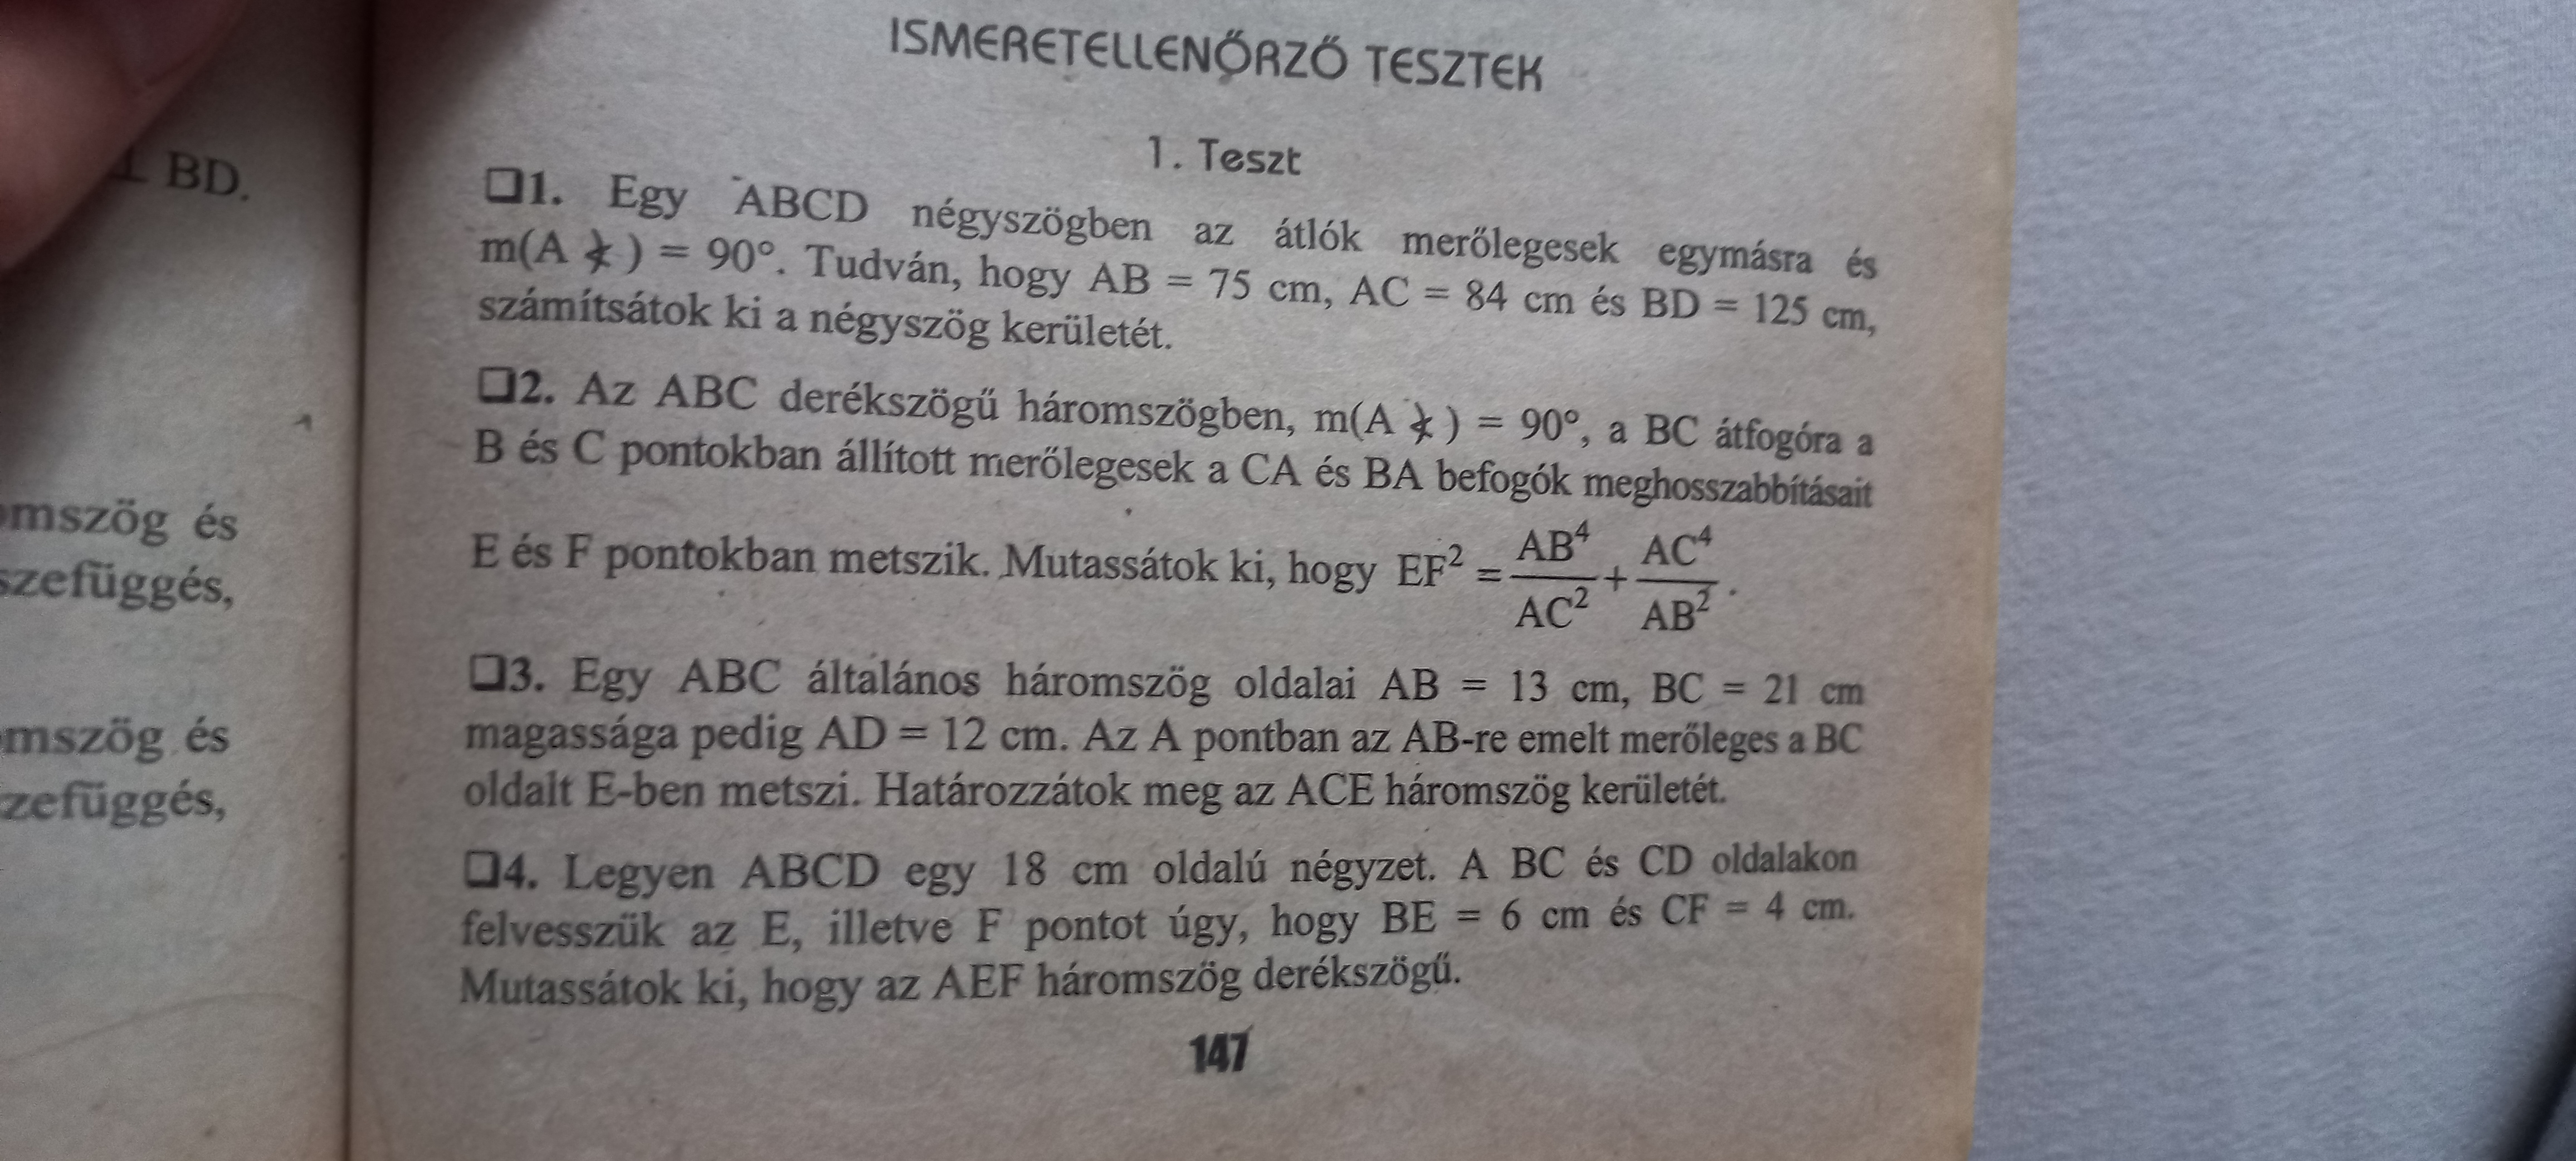 ISMERETELLENŐRZŐ TESZTEK
1. Teszt
⊥ BD.
❏1. Egy ABCD négyszögben az átlók merőlegesek egymásra és
m(A ∢) = 90°. Tudván, hogy AB = 75 cm, AC = 84 cm és BD = 125 cm,
számítsátok ki a négyszög kerületét.
❏2. Az ABC derékszögű háromszögben, m(A ∢) = 90°, a BC átfogóra a
B és C pontokban állított merőlegesek a CA és BA befogók meghosszabbításait
E és F pontokban metszik. Mutassátok ki, hogy EF² = AB⁴/AC² + AC⁴/AB².
❏3. Egy ABC általános háromszög oldalai AB = 13 cm, BC = 21 cm
magassága pedig AD = 12 cm. Az A pontban az AB-re emelt merőleges a BC
oldalt E-ben metszi. Határozzátok meg az ACE háromszög kerületét.
❏4. Legyen ABCD egy 18 cm oldalú négyzet. A BC és CD oldalakon
felvesszük az E, illetve F pontot úgy, hogy BE = 6 cm és CF = 4 cm.
Mutassátok ki, hogy az AEF háromszög derékszögű.
147
mszög és
szefüggés,
mszög és
zefüggés,